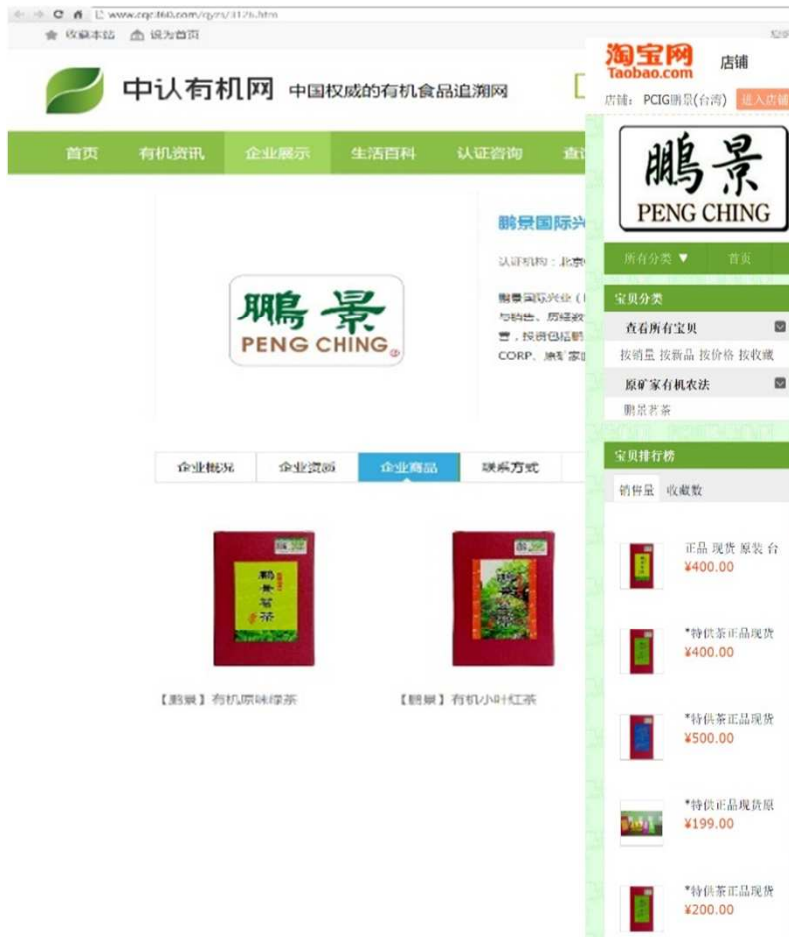 www.cqc360.com/qyzs/3126.htm
收藏本站 设为首页
中认有机网 中国权威的有机食品追溯网
首页 有机资讯 企业展示 生活百科 认证咨询
鹏景国际兴
认证机构：北京
鹏景国际兴业（
与销售、历经数
营，投资包括鹏
CORP、原矿家
鵬景
PENG CHING
企业概况 企业资质 企业商品 联系方式
鵬景茗茶
【鹏景】有机原味绿茶
【鹏景】有机小叶红茶
淘宝网
Taobao.com
店铺
店铺： PCIG鹏景(台湾) 进入店铺
鵬景
PENG CHING
所有分类 ▼ 首页
宝贝分类
查看所有宝贝
按销量 按新品 按价格 按收藏
原矿家有机农法
鹏景茗茶
宝贝排行榜
销售量 收藏数
正品 现货 原装 台
¥400.00
*特供茶正品现货
¥400.00
*特供茶正品现货
¥500.00
*特供正品现货原
¥199.00
*特供茶正品现货
¥200.00